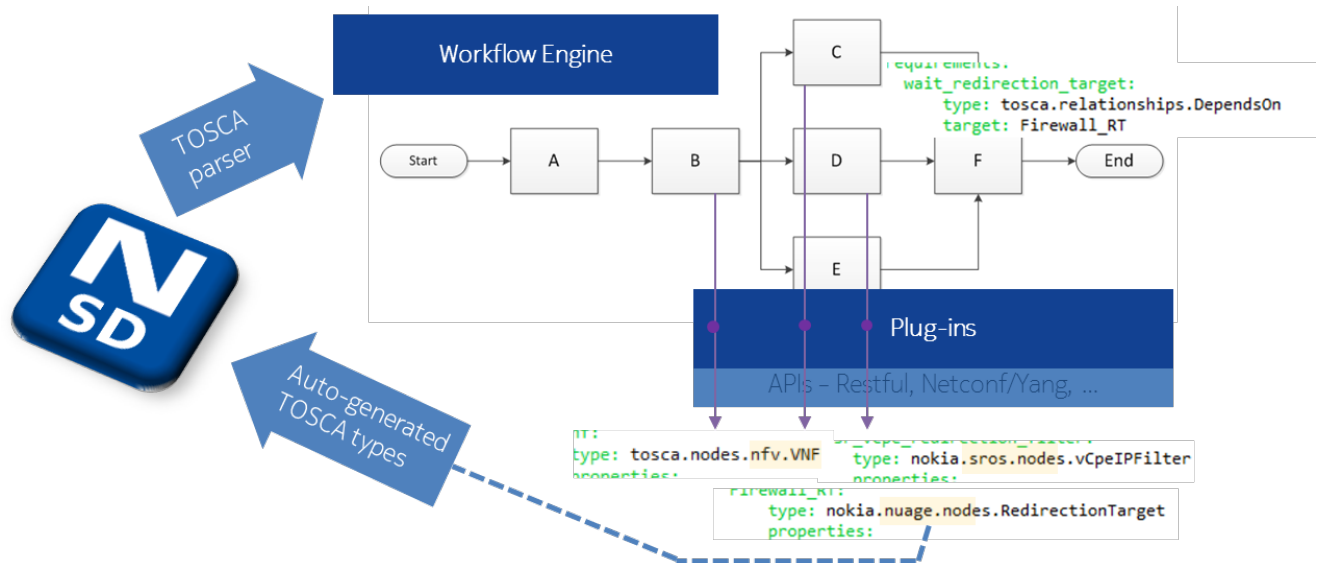 Workflow Engine
C
requirements:
wait_redirection_target:
type: tosca.relationships.DependsOn
target: Firewall_RT
TOSCA
parser
Start
A
B
D
F
End
N
SD
E
Plug-ins
APIs – Restful, Netconf/Yang, ...
Auto-generated
TOSCA types
type: tosca.nodes.nfv.VNF
properties:
type: nokia.sros.nodes.vCpeIPFilter
properties:
Firewall_RT:
type: nokia.nuage.nodes.RedirectionTarget
properties: